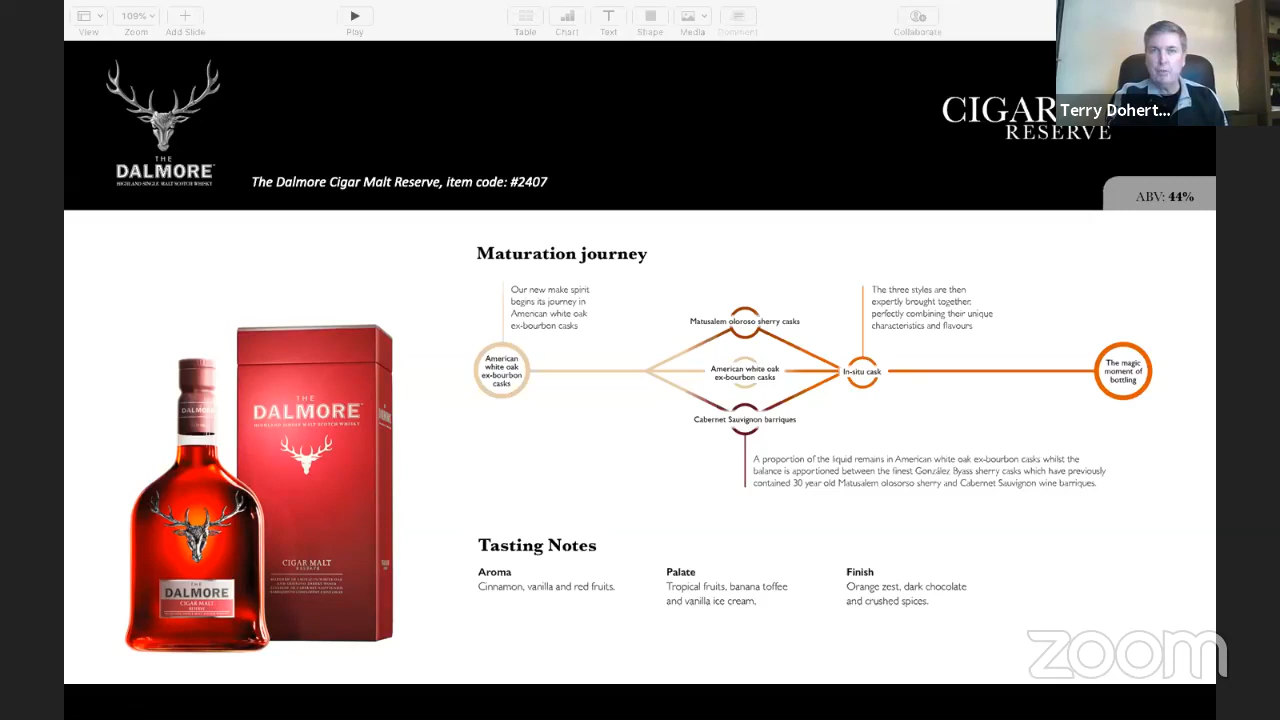 109%
View
Zoom
Add Slide
Play
Table
Chart
Text
Shape
Media
Comment
Collaborate
Terry Dohert...
THE
DALMORE
HIGHLAND SINGLE MALT SCOTCH WHISKY
CIGAR
RESERVE
The Dalmore Cigar Malt Reserve, item code: #2407
ABV: 44%
Maturation journey
Our new make spirit
begins its journey in
American white oak
ex-bourbon casks
The three styles are then
expertly brought together,
perfectly combining their unique
characteristics and flavours
Matusalem oloroso sherry casks
American
white oak
ex-bourbon
casks
American white oak
ex-bourbon casks
In-situ cask
The magic
moment of
bottling
Cabernet Sauvignon barriques
A proportion of the liquid remains in American white oak ex-bourbon casks whilst the
balance is apportioned between the finest González Byass sherry casks which have previously
contained 30 year old Matusalem olosorso sherry and Cabernet Sauvignon wine barriques.
THE
DALMORE
HIGHLAND SINGLE MALT SCOTCH WHISKY
CIGAR MALT
RESERVE
DALMORE
THE
DALMORE
CIGAR MALT
RESERVE
Tasting Notes
Aroma
Cinnamon, vanilla and red fruits.
Palate
Tropical fruits, banana toffee
and vanilla ice cream.
Finish
Orange zest, dark chocolate
and crushed spices.
zoom